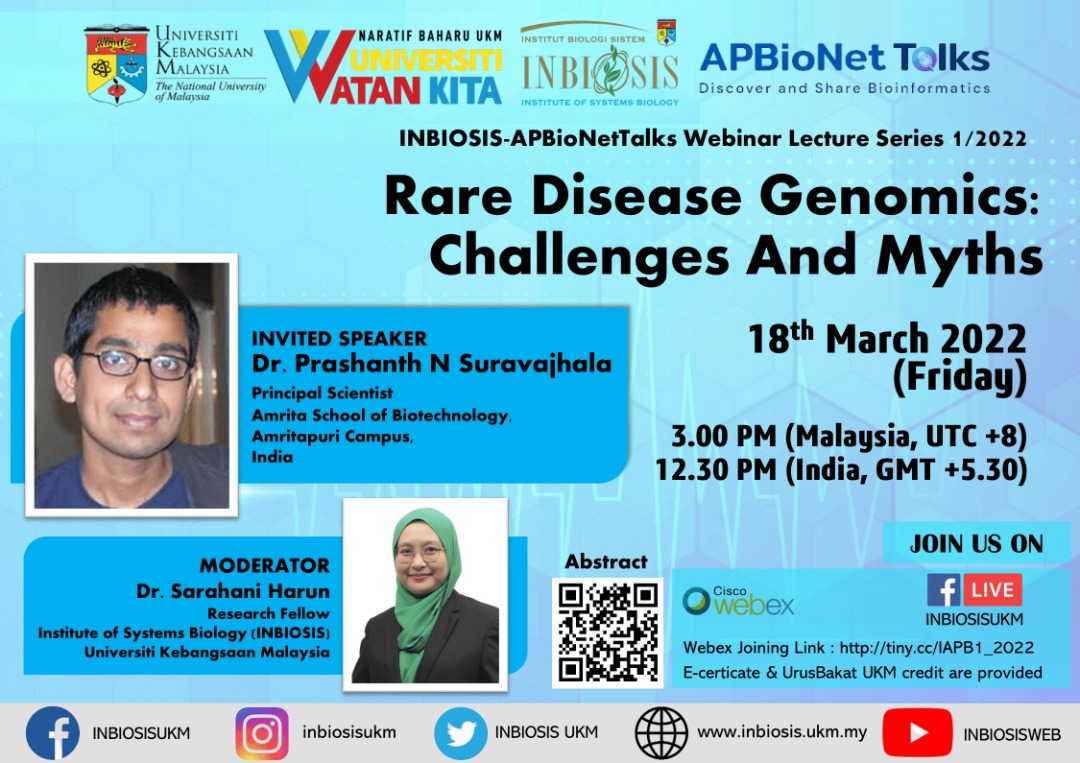 UNIVERSITI
KEBANGSAAN
MALAYSIA
The National University
of Malaysia
NARATIF BAHARU UKM
UNIVERSITI
WATAN KITA
INSTITUT BIOLOGI SISTEM
INBIOSIS
INSTITUTE OF SYSTEMS BIOLOGY
APBioNet Talks
Discover and Share Bioinformatics
INBIOSIS-APBioNetTalks Webinar Lecture Series 1/2022
Rare Disease Genomics:
Challenges And Myths
INVITED SPEAKER
Dr. Prashanth N Suravajhala
Principal Scientist
Amrita School of Biotechnology,
Amritapuri Campus,
India
18th March 2022
(Friday)
3.00 PM (Malaysia, UTC +8)
12.30 PM (India, GMT +5.30)
MODERATOR
Dr. Sarahani Harun
Research Fellow
Institute of Systems Biology (INBIOSIS)
Universiti Kebangsaan Malaysia
Abstract
JOIN US ON
Cisco
webex
f LIVE
INBIOSISUKM
Webex Joining Link : http://tiny.cc/IAPB1_2022
E-certicate & UrusBakat UKM credit are provided
INBIOSISUKM
inbiosisukm
INBIOSIS UKM
www.inbiosis.ukm.my
INBIOSISWEB